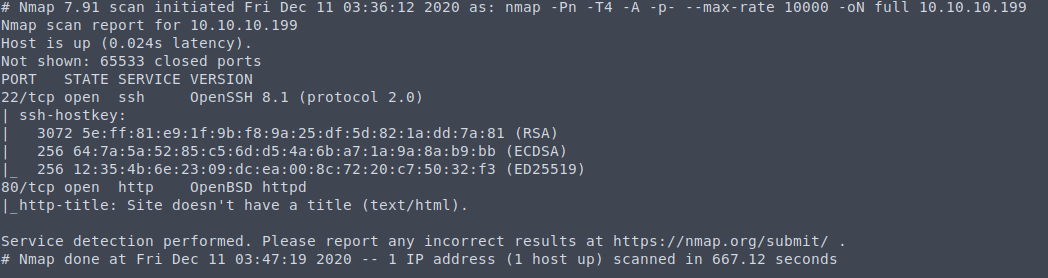 # Nmap 7.91 scan initiated Fri Dec 11 03:36:12 2020 as: nmap -Pn -T4 -A -p- --max-rate 10000 -oN full 10.10.10.199
Nmap scan report for 10.10.10.199
Host is up (0.024s latency).
Not shown: 65533 closed ports
PORT   STATE SERVICE VERSION
22/tcp open  ssh     OpenSSH 8.1 (protocol 2.0)
| ssh-hostkey:
|   3072 5e:ff:81:e9:1f:9b:f8:9a:25:df:5d:82:1a:dd:7a:81 (RSA)
|   256 64:7a:5a:52:85:c5:6d:d5:4a:6b:a7:1a:9a:8a:b9:bb (ECDSA)
|_  256 12:35:4b:6e:23:09:dc:ea:00:8c:72:20:c7:50:32:f3 (ED25519)
80/tcp open  http    OpenBSD httpd
|_http-title: Site doesn't have a title (text/html).

Service detection performed. Please report any incorrect results at https://nmap.org/submit/ .
# Nmap done at Fri Dec 11 03:47:19 2020 -- 1 IP address (1 host up) scanned in 667.12 seconds